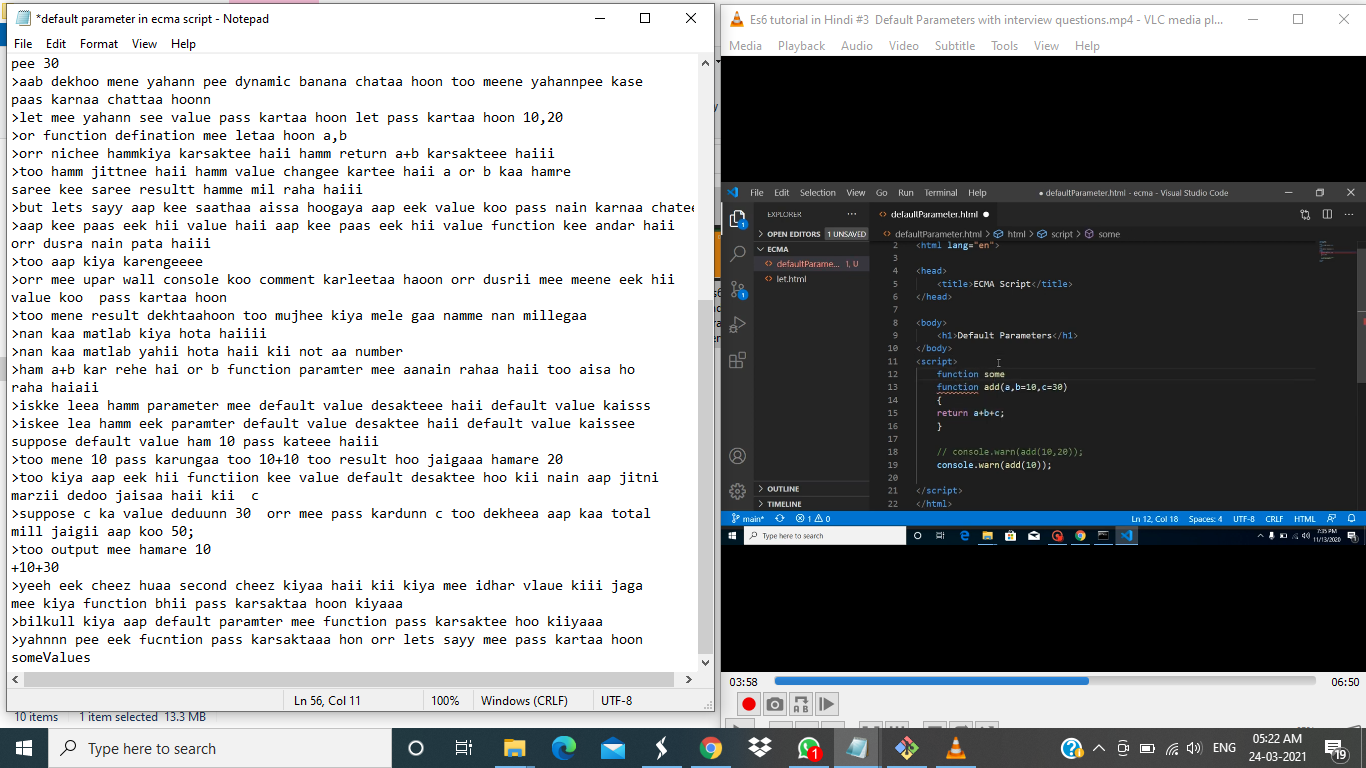 *default parameter in ecma script - Notepad
File Edit Format View Help
pee 30
>aab dekhoo mene yahann pee dynamic banana chataa hoon too meene yahannpee kase
paas karnaa chattaa hoonn
>let mee yahann see value pass kartaa hoon let pass kartaa hoon 10,20
>or function defination mee letaa hoon a,b
>orr nichee hammkiya karsaktee haii hamm return a+b karsakteee haiii
>too hamm jittnee haii hamm value changee kartee haii a or b kaa hamre
saree kee saree resultt hamme mil raha haiii
>but lets sayy aap kee saathaa aissa hoogaya aap eek value koo pass nain karnaa chatee
>aap kee paas eek hii value haii aap kee paas eek hii value function kee andar haii
orr dusra nain pata haiii
>too aap kiya karengeeee
>orr mee upar wall console koo comment karleetaa haoon orr dusrii mee meene eek hii
value koo  pass kartaa hoon
>too mene result dekhtaahoon too mujhee kiya mele gaa namme nan millegaa
>nan kaa matlab kiya hota haiiii
>nan kaa matlab yahii hota haii kii not aa number
>ham a+b kar rehe hai or b function paramter mee aanain rahaa haii too aisa ho
raha haiaii
>iskke leea hamm parameter mee default value desakteee haii default value kaisss
>iskee lea hamm eek paramter default value desaktee haii default value kaissee
suppose default value ham 10 pass kateee haiii
>too mene 10 pass karungaa too 10+10 too result hoo jaigaaa hamare 20
>too kiya aap eek hii functiion kee value default desaktee hoo kii nain aap jitni
marzii dedoo jaisaa haii kii  c
>suppose c ka value deduunn 30  orr mee pass kardunn c too dekheea aap kaa total
mill jaigii aap koo 50;
>too output mee hamare 10
+10+30
>yeeh eek cheez huaa second cheez kiyaa haii kii kiya mee idhar vlaue kiii jaga
mee kiya function bhii pass karsaktaa hoon kiyaaa
>bilkull kiya aap default paramter mee function pass karsaktee hoo kiiyaaa
>yahnnn pee eek fucntion pass karsaktaaa hon orr lets sayy mee pass kartaa hoon
someValues
Ln 56, Col 11 100% Windows (CRLF) UTF-8
10 items 1 item selected 13.3 MB
Es6 tutorial in Hindi #3  Default Parameters with interview questions.mp4 - VLC media pl...
Media Playback Audio Video Subtitle Tools View Help
File Edit Selection View Go Run Terminal Help ● defaultParameter.html - ecma - Visual Studio Code
EXPLORER ··· defaultParameter.html
OPEN EDITORS 1 UNSAVED
defaultParameter.html > html > script > some
ECMA
defaultParame... 1, U
let.html
OUTLINE
TIMELINE
2 <html lang="en">
3
4 <head>
5 <title>ECMA Script</title>
6 </head>
7
8 <body>
9 <h1>Default Parameters</h1>
10 </body>
11 <script>
12 function some
13 function add(a,b=10,c=30)
14 {
15 return a+b+c;
16 }
17
18 // console.warn(add(10,20));
19 console.warn(add(10));
20
21 </script>
22 </html>
main* 1 0 Ln 12, Col 18 Spaces: 4 UTF-8 CRLF HTML
Type here to search
7:35 PM
11/13/2020
03:58 06:50
Type here to search
1
ENG
05:22 AM
24-03-2021
19